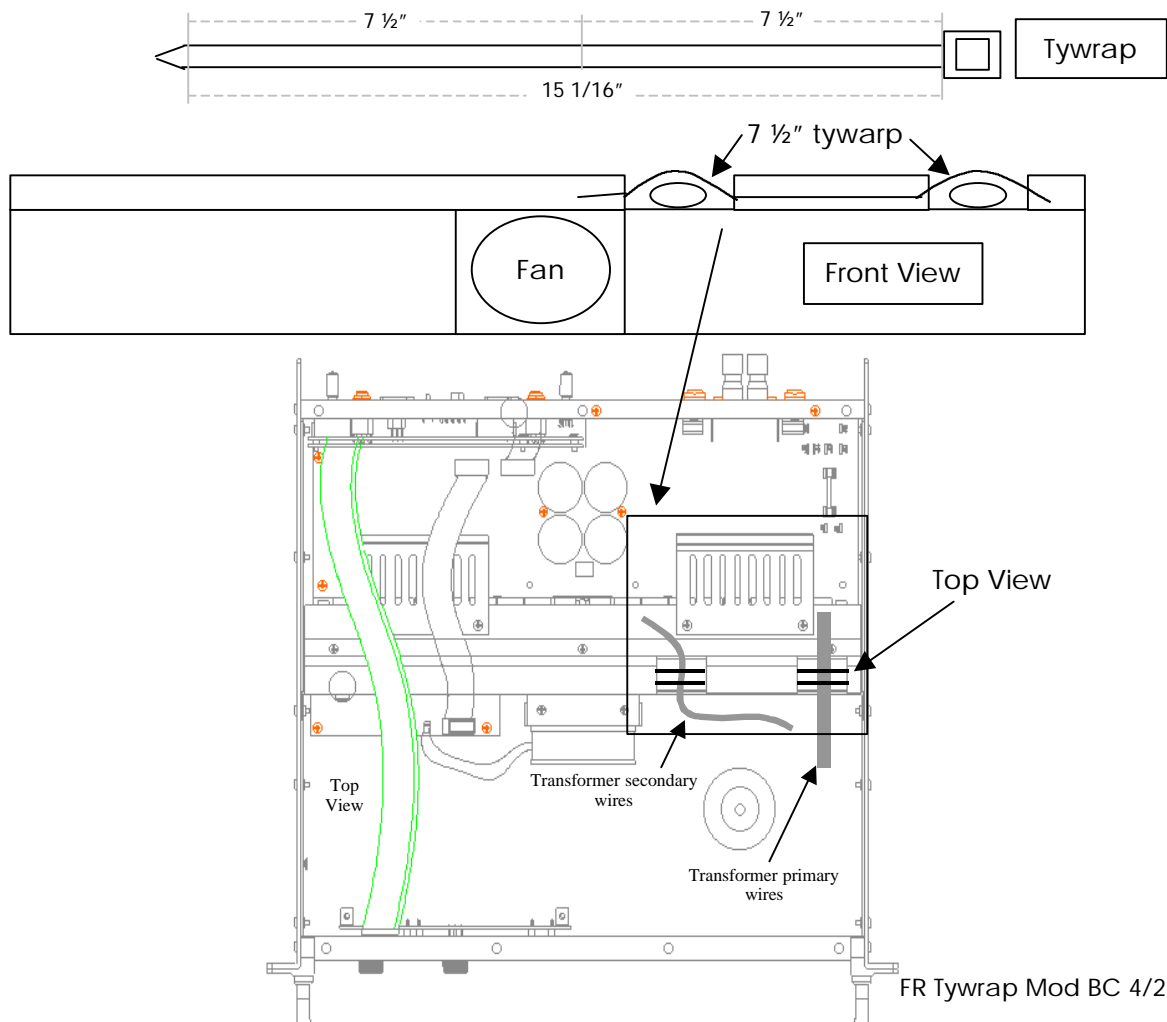 7 ½” 7 ½”
Tywrap
15 1/16”
7 ½” tywarp
Fan
Front View
Top View
Top
View
Transformer secondary
wires
Transformer primary
wires
FR Tywrap Mod BC 4/2